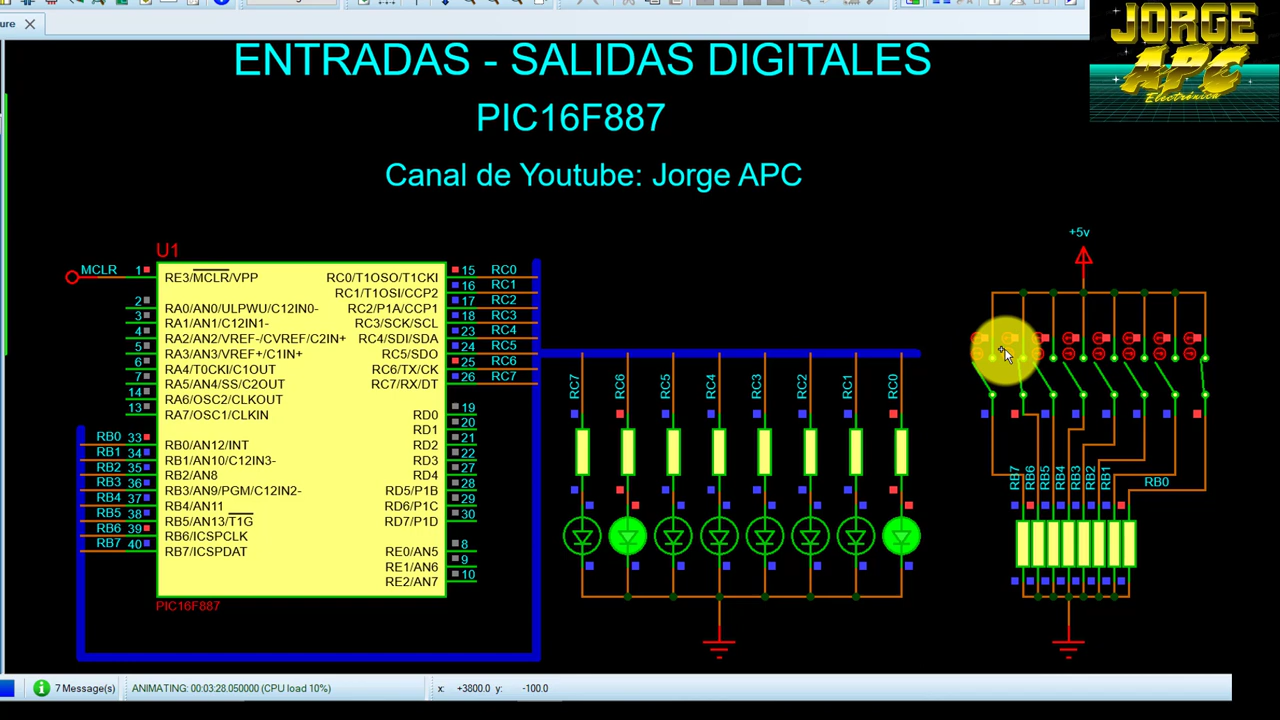 ure
JORGE
APC
Electrónica
ENTRADAS - SALIDAS DIGITALES
PIC16F887
Canal de Youtube: Jorge APC
U1
MCLR 1 RE3/MCLR/VPP
2 RA0/AN0/ULPWU/C12IN0-
3 RA1/AN1/C12IN1-
4 RA2/AN2/VREF-/CVREF/C2IN+
5 RA3/AN3/VREF+/C1IN+
6 RA4/T0CKI/C1OUT
7 RA5/AN4/SS/C2OUT
14 RA6/OSC2/CLKOUT
13 RA7/OSC1/CLKIN
RB0 33 RB0/AN12/INT
RB1 34 RB1/AN10/C12IN3-
RB2 35 RB2/AN8
RB3 36 RB3/AN9/PGM/C12IN2-
RB4 37 RB4/AN11
RB5 38 RB5/AN13/T1G
RB6 39 RB6/ICSPCLK
RB7 40 RB7/ICSPDAT
RC0/T1OSO/T1CKI 15 RC0
RC1/T1OSI/CCP2 16 RC1
RC2/P1A/CCP1 17 RC2
RC3/SCK/SCL 18 RC3
RC4/SDI/SDA 23 RC4
RC5/SDO 24 RC5
RC6/TX/CK 25 RC6
RC7/RX/DT 26 RC7
RD0 19
RD1 20
RD2 21
RD3 22
RD4 27
RD5/P1B 28
RD6/P1C 29
RD7/P1D 30
RE0/AN5 8
RE1/AN6 9
RE2/AN7 10
PIC16F887
RC7 RC6 RC5 RC4 RC3 RC2 RC1 RC0
+5v
RB7 RB6 RB5 RB4 RB3 RB2 RB1 RB0
7 Message(s) ANIMATING: 00:03:28.050000 (CPU load 10%) x: +3800.0 y: -100.0